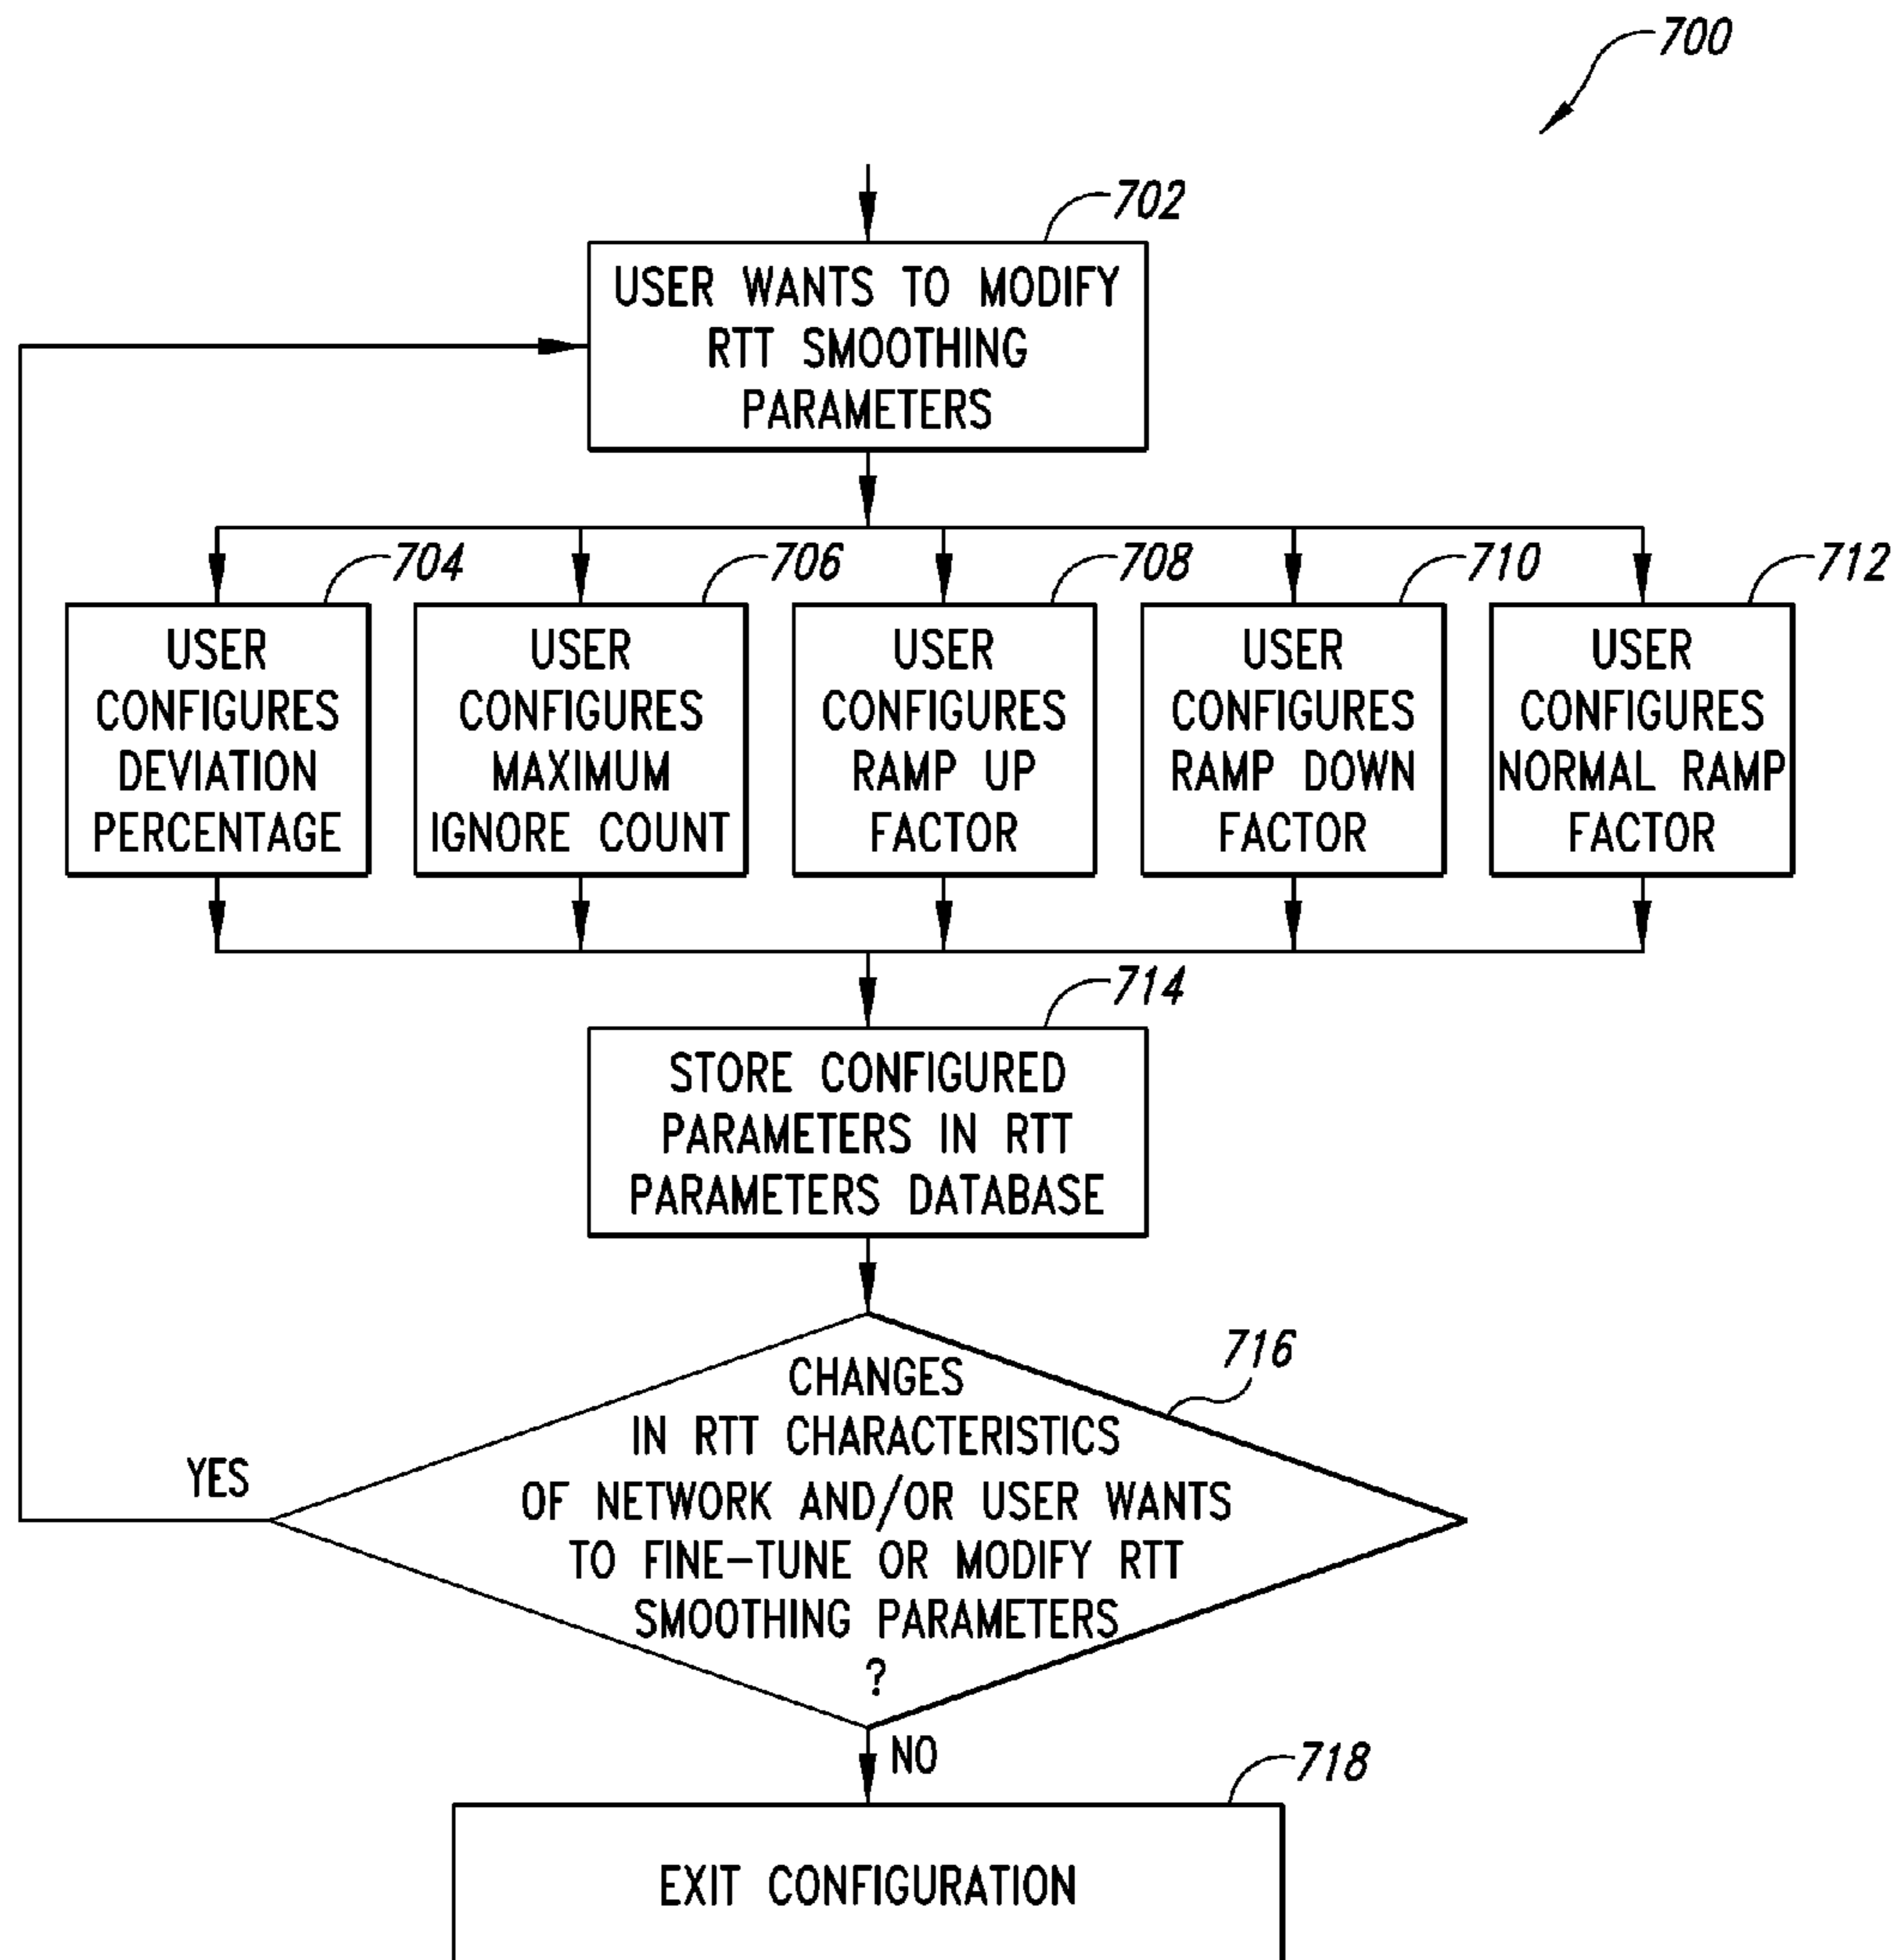 700
702
USER WANTS TO MODIFY
RTT SMOOTHING
PARAMETERS
704
USER
CONFIGURES
DEVIATION
PERCENTAGE
706
USER
CONFIGURES
MAXIMUM
IGNORE COUNT
708
USER
CONFIGURES
RAMP UP
FACTOR
710
USER
CONFIGURES
RAMP DOWN
FACTOR
712
USER
CONFIGURES
NORMAL RAMP
FACTOR
714
STORE CONFIGURED
PARAMETERS IN RTT
PARAMETERS DATABASE
716
CHANGES
IN RTT CHARACTERISTICS
OF NETWORK AND/OR USER WANTS
TO FINE-TUNE OR MODIFY RTT
SMOOTHING PARAMETERS
?
YES
NO
718
EXIT CONFIGURATION